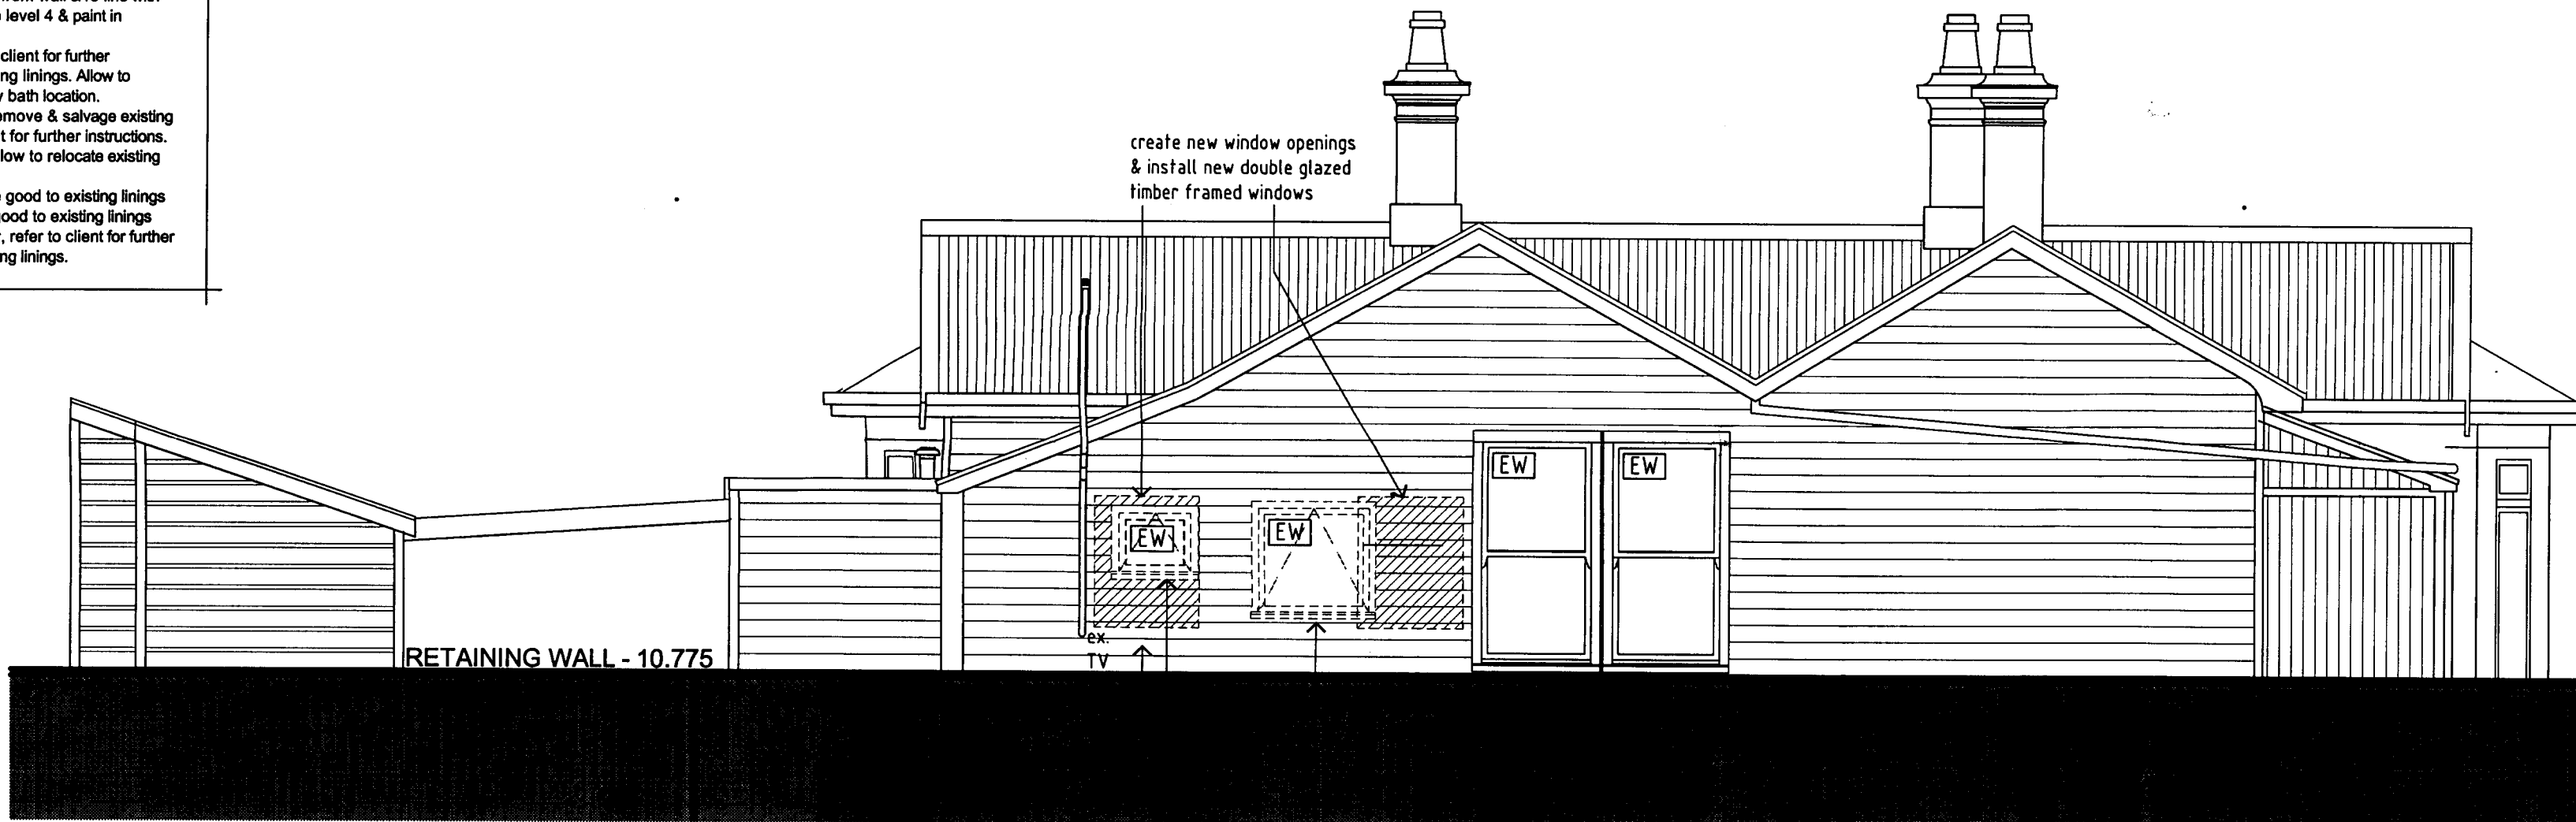 level 4 & paint in
client for further
ng linings. Allow to
bath location.
emove & salvage existing
t for further instructions.
low to relocate existing
good to existing linings
ood to existing linings
, refer to client for further
ng linings.
create new window openings
& install new double glazed
timber framed windows
EW
EW
EW
EW
ex.
TV
RETAINING WALL - 10.775